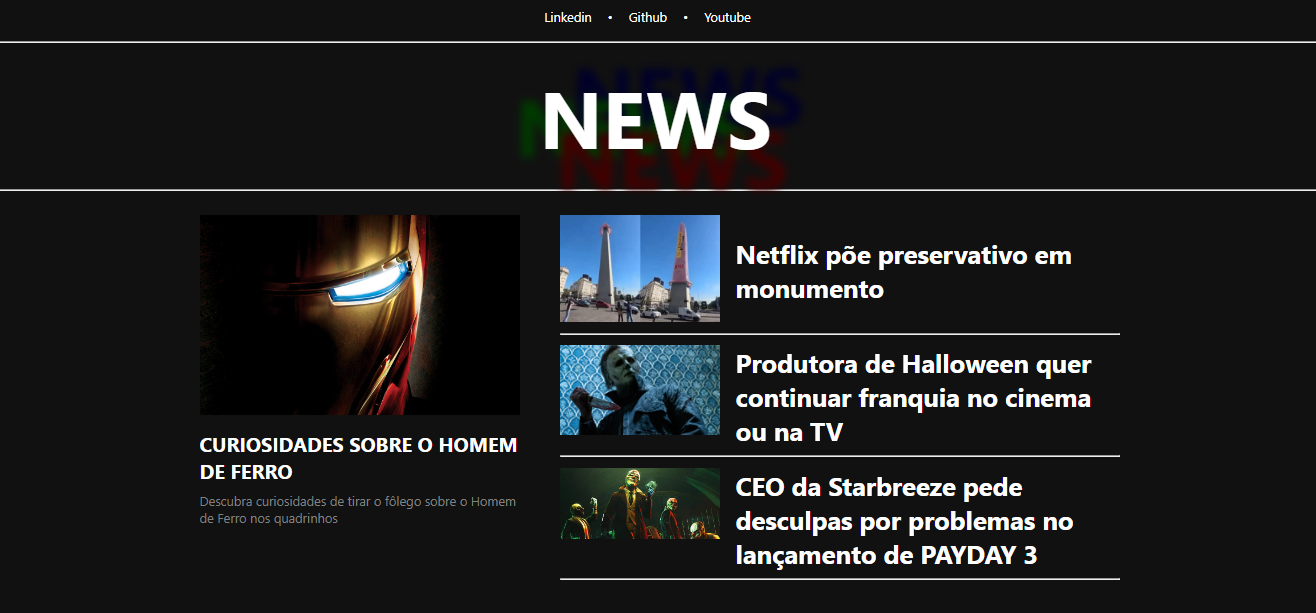 Linkedin • Github • Youtube
NEWS
CURIOSIDADES SOBRE O HOMEM
DE FERRO
Descubra curiosidades de tirar o fôlego sobre o Homem
de Ferro nos quadrinhos
Netflix põe preservativo em
monumento
Produtora de Halloween quer
continuar franquia no cinema
ou na TV
CEO da Starbreeze pede
desculpas por problemas no
lançamento de PAYDAY 3